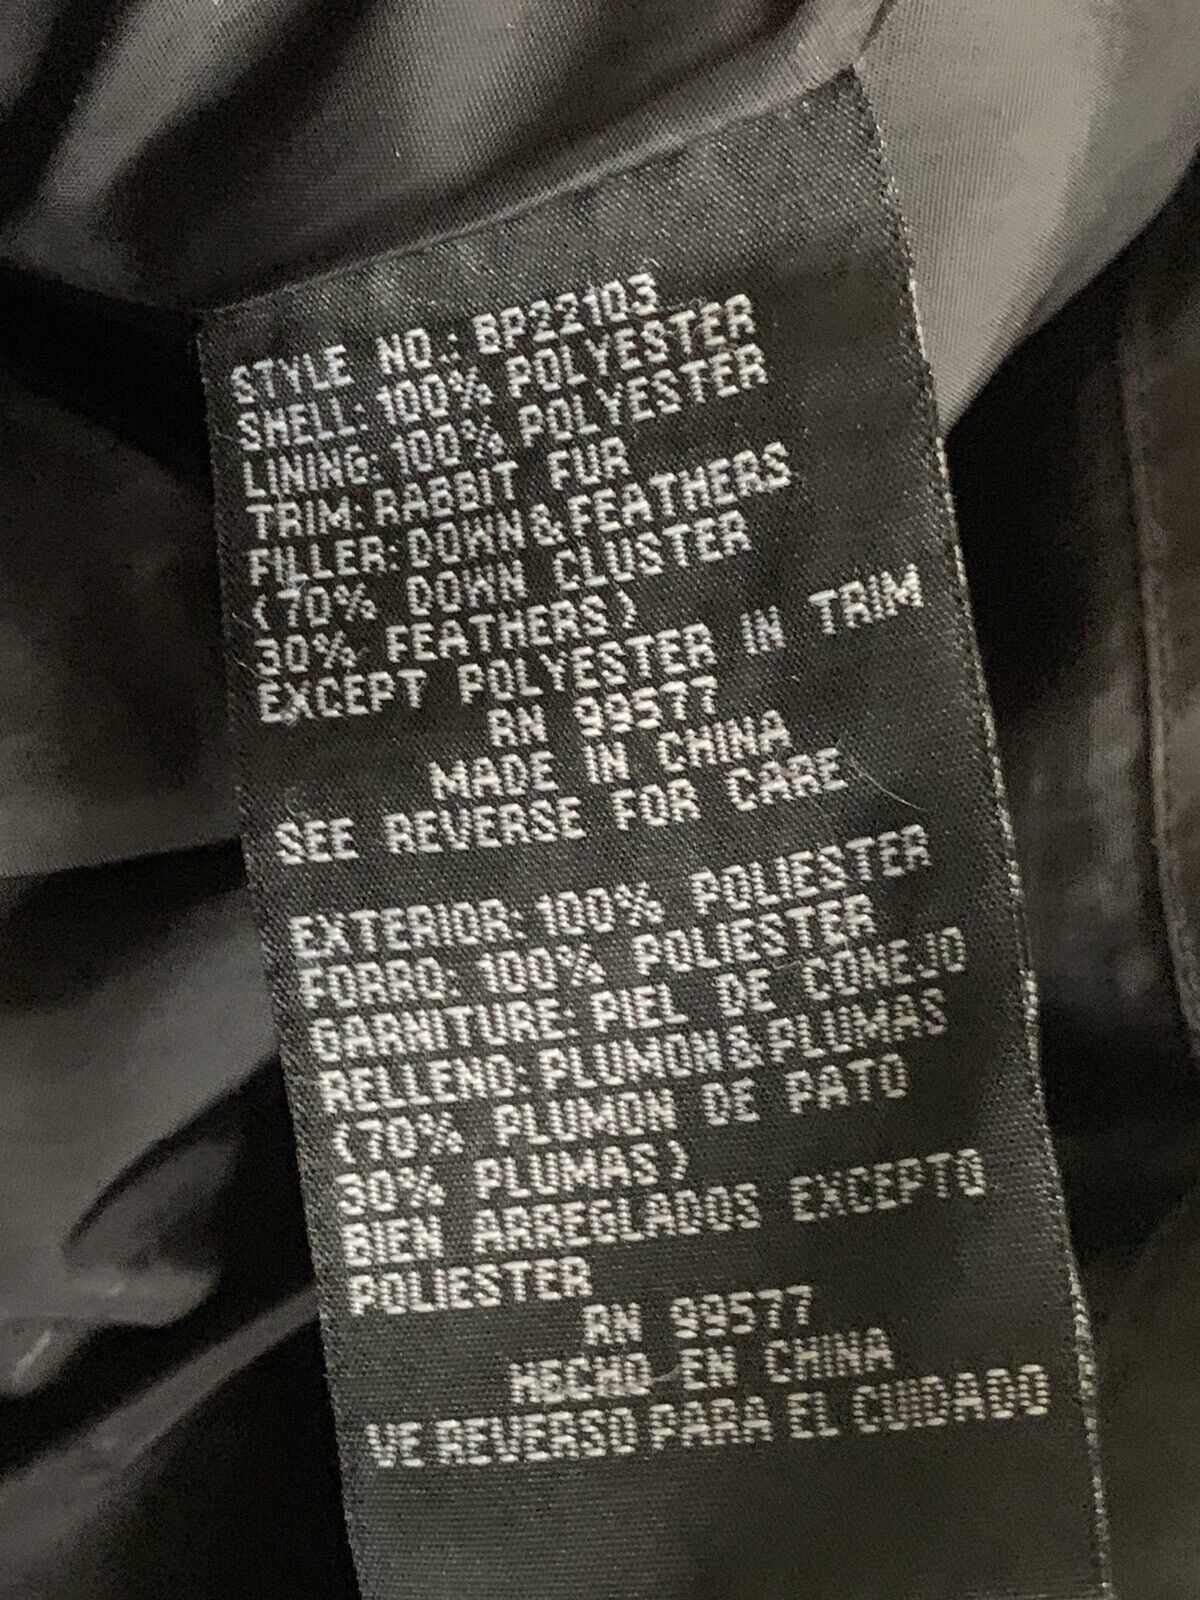 STYLE NO.: BP22103
SHELL: 100% POLYESTER
LINING: 100% POLYESTER
TRIM: RABBIT FUR
FILLER: DOWN & FEATHERS
(70% DOWN CLUSTER
30% FEATHERS)
EXCEPT POLYESTER IN TRIM
RN 99577
MADE IN CHINA
SEE REVERSE FOR CARE
EXTERIOR: 100% POLIESTER
FORRO: 100% POLIESTER
GARNITURE: PIEL DE CONEJO
RELLENO: PLUMON & PLUMAS
(70% PLUMON DE PATO
30% PLUMAS)
BIEN ARREGLADOS EXCEPTO
POLIESTER
RN 99577
HECHO EN CHINA
VE REVERSO PARA EL CUIDADO